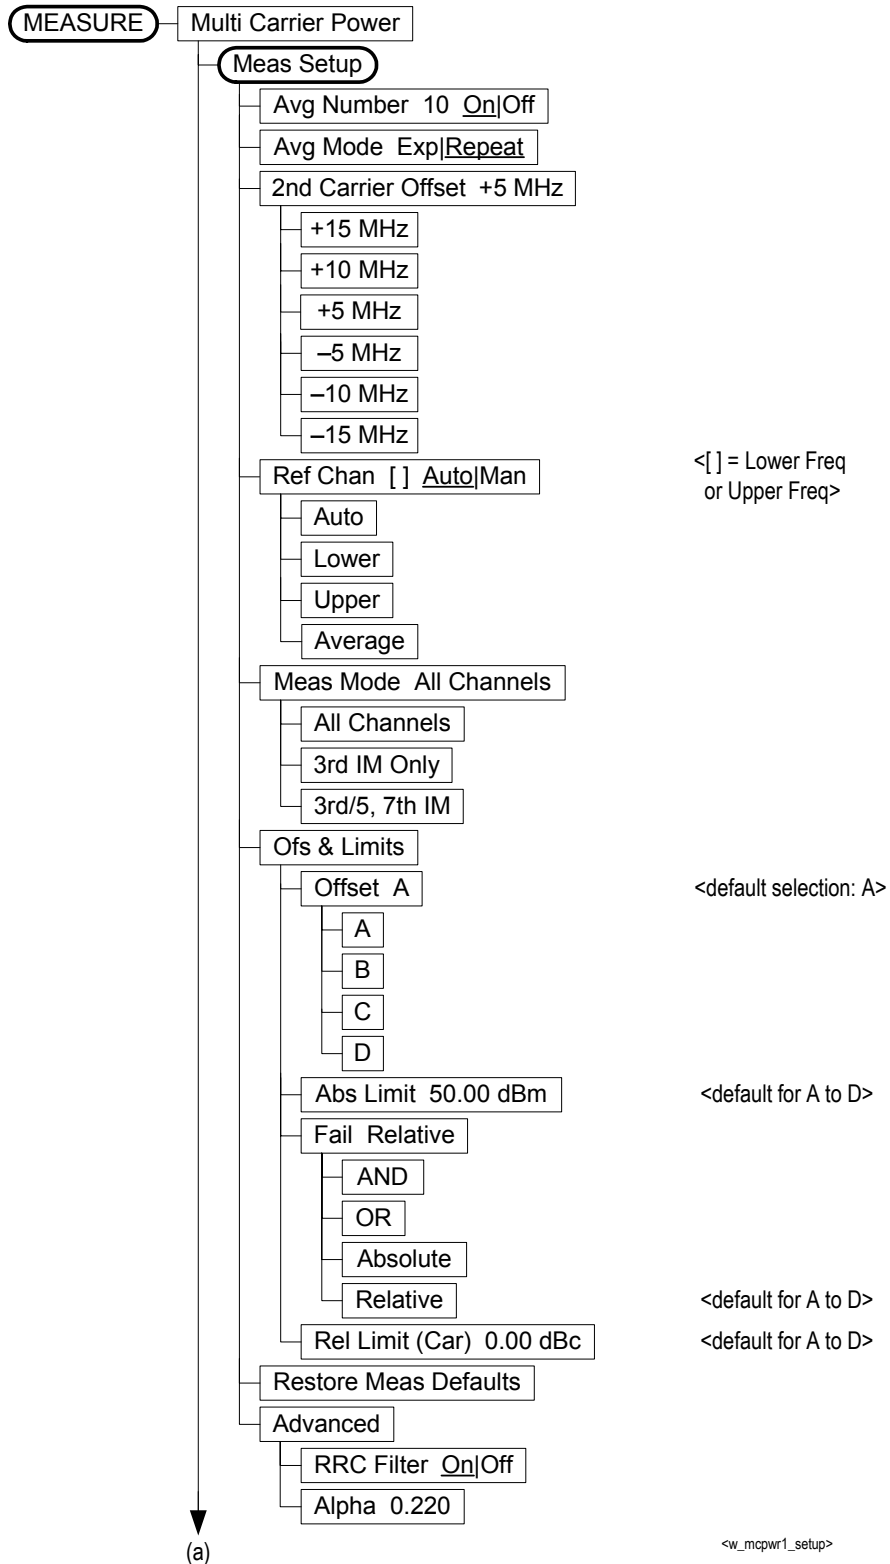 MEASURE
Multi Carrier Power
Meas Setup
Avg Number 10 On|Off
Avg Mode Exp|Repeat
2nd Carrier Offset +5 MHz
+15 MHz
+10 MHz
+5 MHz
–5 MHz
–10 MHz
–15 MHz
Ref Chan [ ] Auto|Man
<[ ] = Lower Freq
or Upper Freq>
Auto
Lower
Upper
Average
Meas Mode All Channels
All Channels
3rd IM Only
3rd/5, 7th IM
Ofs & Limits
Offset A
<default selection: A>
A
B
C
D
Abs Limit 50.00 dBm
<default for A to D>
Fail Relative
AND
OR
Absolute
Relative
<default for A to D>
Rel Limit (Car) 0.00 dBc
<default for A to D>
Restore Meas Defaults
Advanced
RRC Filter On|Off
Alpha 0.220
(a)
<w_mcpwr1_setup>